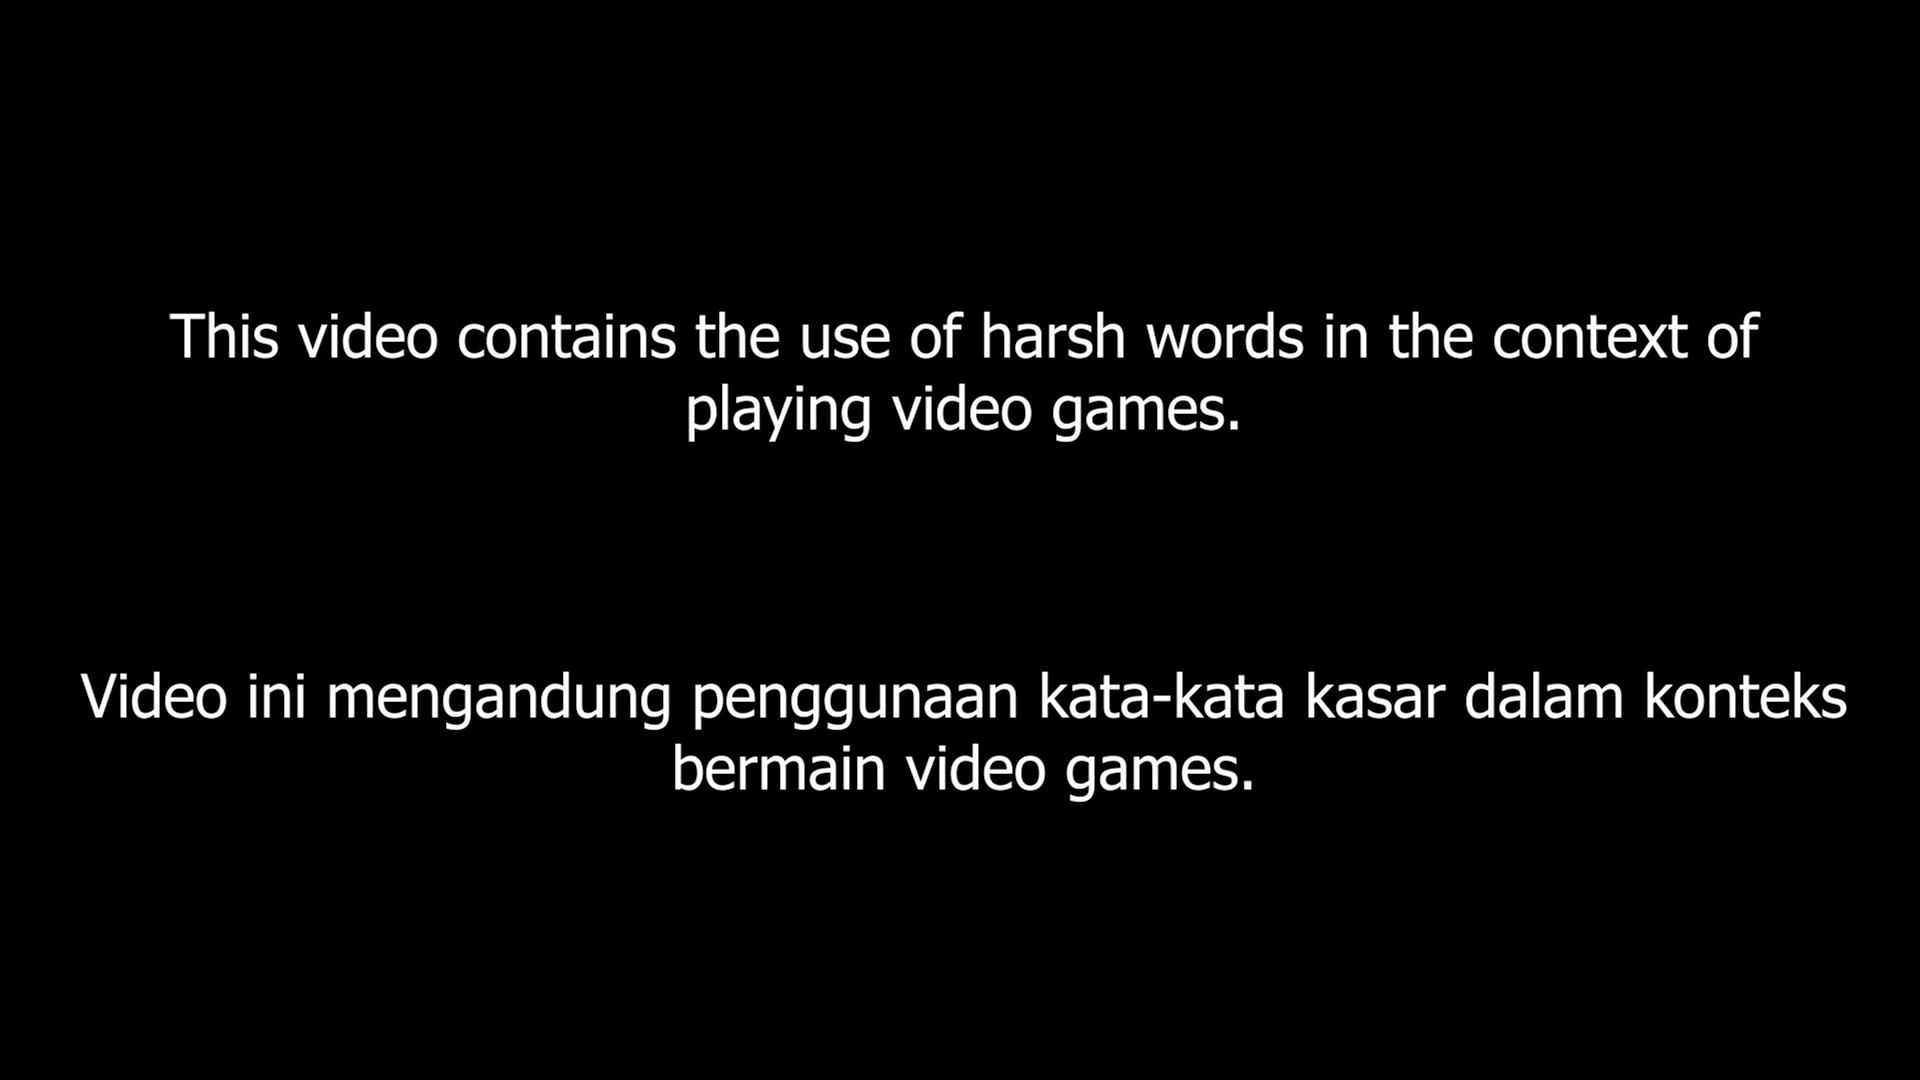 This video contains the use of harsh words in the context of
playing video games.
Video ini mengandung penggunaan kata-kata kasar dalam konteks
bermain video games.